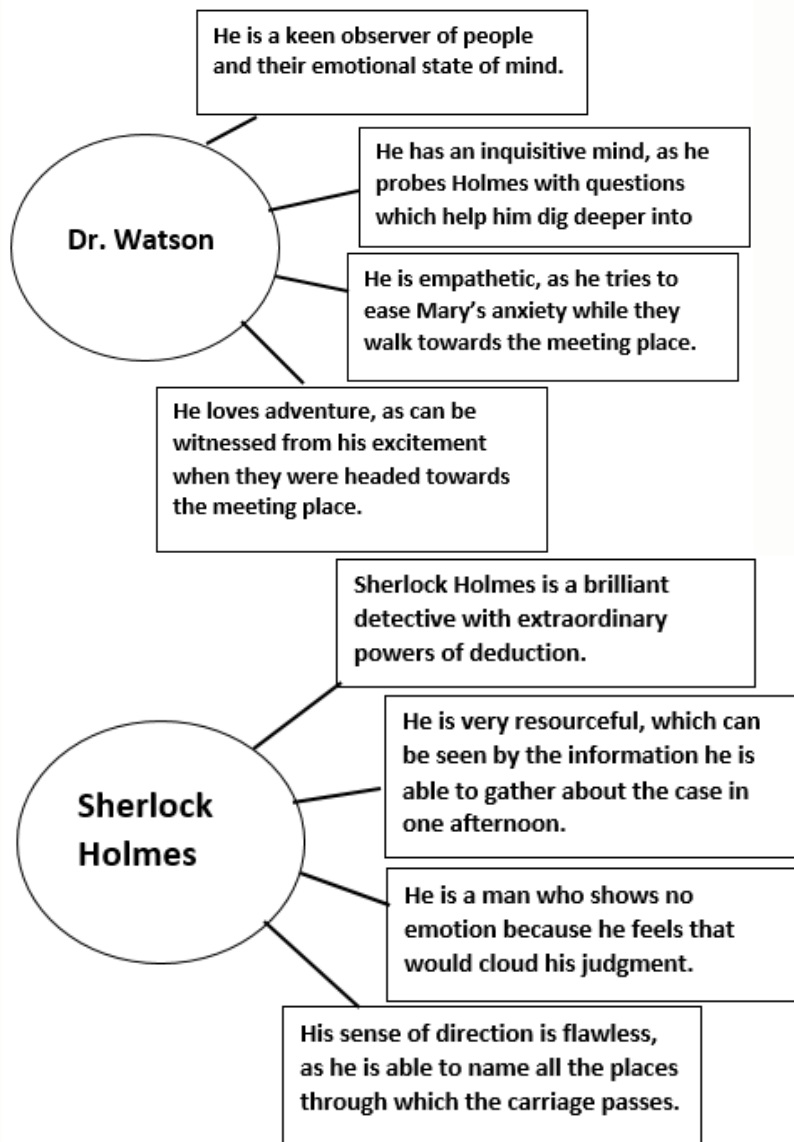 He is a keen observer of people
and their emotional state of mind.
He has an inquisitive mind, as he
probes Holmes with questions
which help him dig deeper into
Dr. Watson
He is empathetic, as he tries to
ease Mary’s anxiety while they
walk towards the meeting place.
He loves adventure, as can be
witnessed from his excitement
when they were headed towards
the meeting place.
Sherlock Holmes is a brilliant
detective with extraordinary
powers of deduction.
He is very resourceful, which can
be seen by the information he is
able to gather about the case in
one afternoon.
Sherlock
Holmes
He is a man who shows no
emotion because he feels that
would cloud his judgment.
His sense of direction is flawless,
as he is able to name all the places
through which the carriage passes.